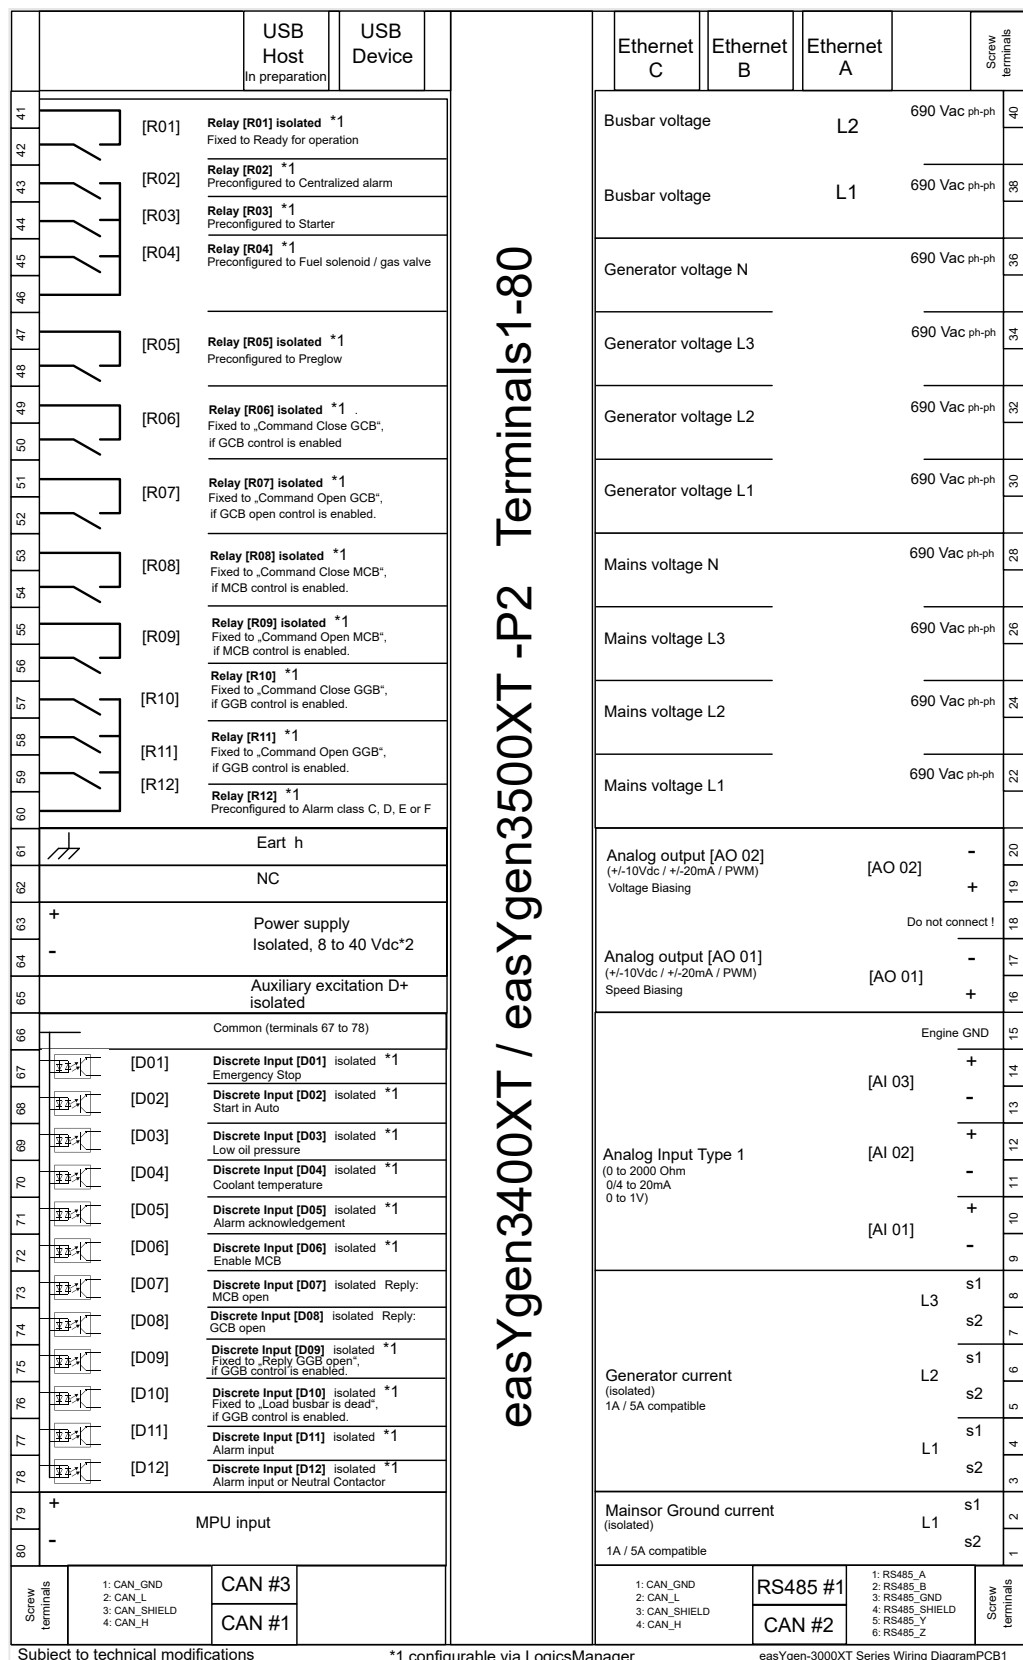 USB
Host
In preparation
USB
Device
41
42
43
44
45
46
47
48
49
50
51
52
53
54
55
56
57
58
59
60
61
62
63
64
65
66
67
68
69
70
71
72
73
74
75
76
77
78
79
80
[R01] Relay [R01] isolated *1
Fixed to Ready for operation
[R02] Relay [R02] *1
Preconfigured to Centralized alarm
[R03] Relay [R03] *1
Preconfigured to Starter
[R04] Relay [R04] *1
Preconfigured to Fuel solenoid / gas valve
[R05] Relay [R05] isolated *1
Preconfigured to Preglow
[R06] Relay [R06] isolated *1 .
Fixed to „Command Close GCB“,
if GCB control is enabled
[R07] Relay [R07] isolated *1
Fixed to „Command Open GCB“,
if GCB open control is enabled.
[R08] Relay [R08] isolated *1
Fixed to „Command Close MCB“,
if MCB control is enabled.
[R09] Relay [R09] isolated *1
Fixed to „Command Open MCB“,
if MCB control is enabled.
[R10] Relay [R10] *1
Fixed to „Command Close GGB“,
if GGB control is enabled.
[R11] Relay [R11] *1
Fixed to „Command Open GGB“,
if GGB control is enabled.
[R12] Relay [R12] *1
Preconfigured to Alarm class C, D, E or F
Eart h
NC
+ Power supply
- Isolated, 8 to 40 Vdc*2
Auxiliary excitation D+
isolated
Common (terminals 67 to 78)
[D01] Discrete Input [D01] isolated *1
Emergency Stop
[D02] Discrete Input [D02] isolated *1
Start in Auto
[D03] Discrete Input [D03] isolated *1
Low oil pressure
[D04] Discrete Input [D04] isolated *1
Coolant temperature
[D05] Discrete Input [D05] isolated *1
Alarm acknowledgement
[D06] Discrete Input [D06] isolated *1
Enable MCB
[D07] Discrete Input [D07] isolated Reply:
MCB open
[D08] Discrete Input [D08] isolated Reply:
GCB open
[D09] Discrete Input [D09] isolated *1
Fixed to „Reply GGB open“,
if GGB control is enabled.
[D10] Discrete Input [D10] isolated *1
Fixed to „Load busbar is dead“,
if GGB control is enabled.
[D11] Discrete Input [D11] isolated *1
Alarm input
[D12] Discrete Input [D12] isolated *1
Alarm input or Neutral Contactor
+
MPU input
-
Screw
terminals
1: CAN_GND
2: CAN_L
3: CAN_SHIELD
4: CAN_H
CAN #3
CAN #1
easYgen3400XT / easYgen3500XT -P2 Terminals1-80
Ethernet
C
Ethernet
B
Ethernet
A
Screw
terminals
Busbar voltage L2 690 Vac ph-ph 40
Busbar voltage L1 690 Vac ph-ph 38
Generator voltage N 690 Vac ph-ph 36
Generator voltage L3 690 Vac ph-ph 34
Generator voltage L2 690 Vac ph-ph 32
Generator voltage L1 690 Vac ph-ph 30
Mains voltage N 690 Vac ph-ph 28
Mains voltage L3 690 Vac ph-ph 26
Mains voltage L2 690 Vac ph-ph 24
Mains voltage L1 690 Vac ph-ph 22
Analog output [AO 02]
(+/-10Vdc / +/-20mA / PWM)
Voltage Biasing
[AO 02]
- 20
+ 19
Do not connect ! 18
Analog output [AO 01]
(+/-10Vdc / +/-20mA / PWM)
Speed Biasing
[AO 01]
- 17
+ 16
Engine GND 15
Analog Input Type 1
(0 to 2000 Ohm
0/4 to 20mA
0 to 1V)
[AI 03]
+ 14
- 13
[AI 02]
+ 12
- 11
[AI 01]
+ 10
- 9
Generator current
(isolated)
1A / 5A compatible
L3
s1 8
s2 7
L2
s1 6
s2 5
L1
s1 4
s2 3
Mainsor Ground current
(isolated)
1A / 5A compatible
L1
s1 2
s2 1
1: CAN_GND
2: CAN_L
3: CAN_SHIELD
4: CAN_H
RS485 #1
CAN #2
1: RS485_A
2: RS485_B
3: RS485_GND
4: RS485_SHIELD
5: RS485_Y
6: RS485_Z
Screw
terminals
Subject to technical modifications
*1 configurable via LogicsManager
easYgen-3000XT Series Wiring DiagramPCB1